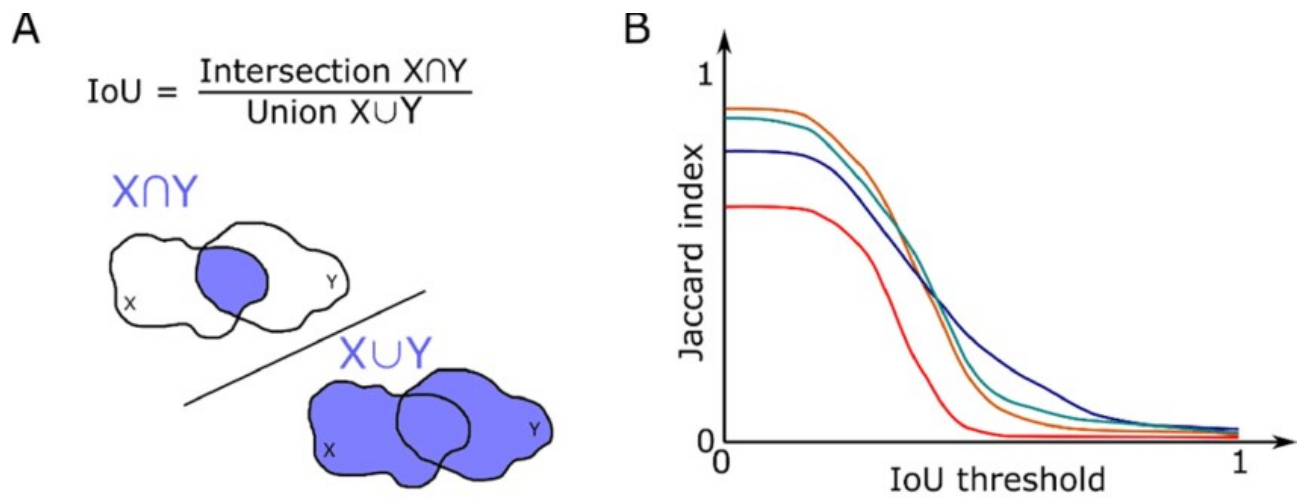 A
IoU = Intersection X∩Y
Union X∪Y
X∩Y
X
Y
X∪Y
X
Y
B
1
Jaccard index
0
0
IoU threshold
1